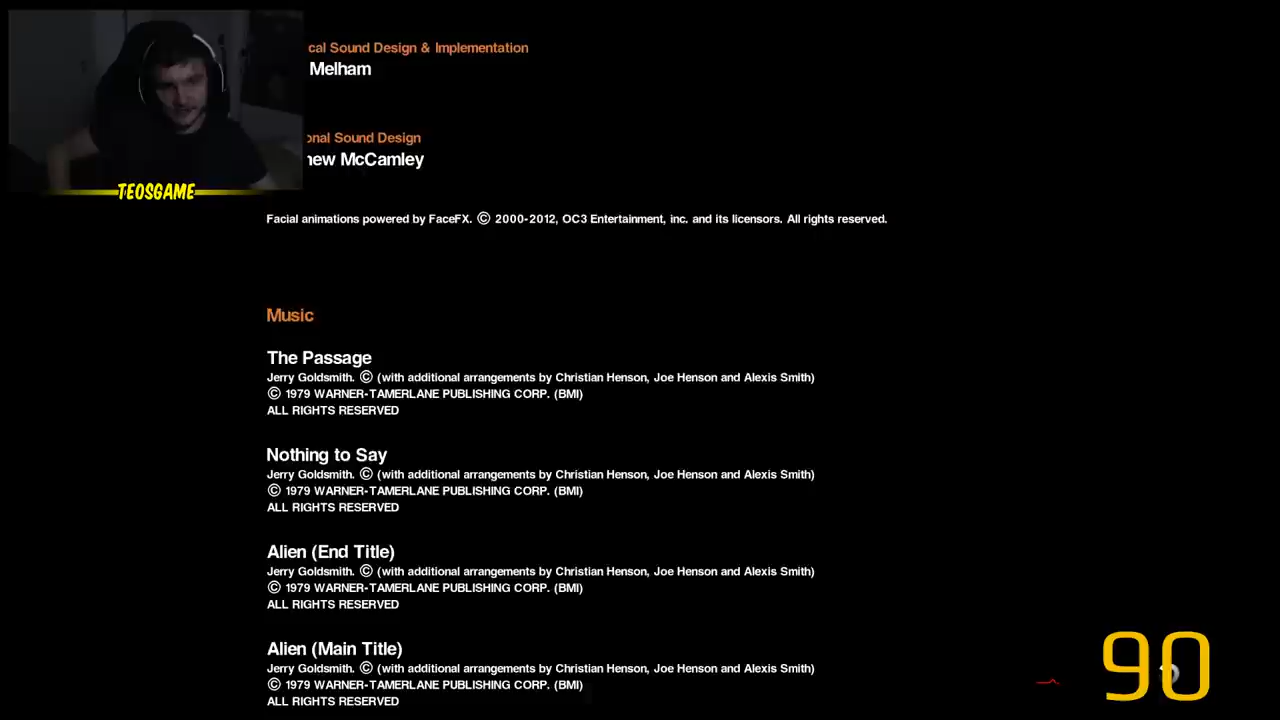 cal Sound Design & Implementation
Melham
onal Sound Design
new McCamley
TEOSGAME
Facial animations powered by FaceFX. © 2000-2012, OC3 Entertainment, inc. and its licensors. All rights reserved.
Music
The Passage
Jerry Goldsmith. © (with additional arrangements by Christian Henson, Joe Henson and Alexis Smith)
© 1979 WARNER-TAMERLANE PUBLISHING CORP. (BMI)
ALL RIGHTS RESERVED
Nothing to Say
Jerry Goldsmith. © (with additional arrangements by Christian Henson, Joe Henson and Alexis Smith)
© 1979 WARNER-TAMERLANE PUBLISHING CORP. (BMI)
ALL RIGHTS RESERVED
Alien (End Title)
Jerry Goldsmith. © (with additional arrangements by Christian Henson, Joe Henson and Alexis Smith)
© 1979 WARNER-TAMERLANE PUBLISHING CORP. (BMI)
ALL RIGHTS RESERVED
Alien (Main Title)
Jerry Goldsmith. © (with additional arrangements by Christian Henson, Joe Henson and Alexis Smith)
© 1979 WARNER-TAMERLANE PUBLISHING CORP. (BMI)
ALL RIGHTS RESERVED
90